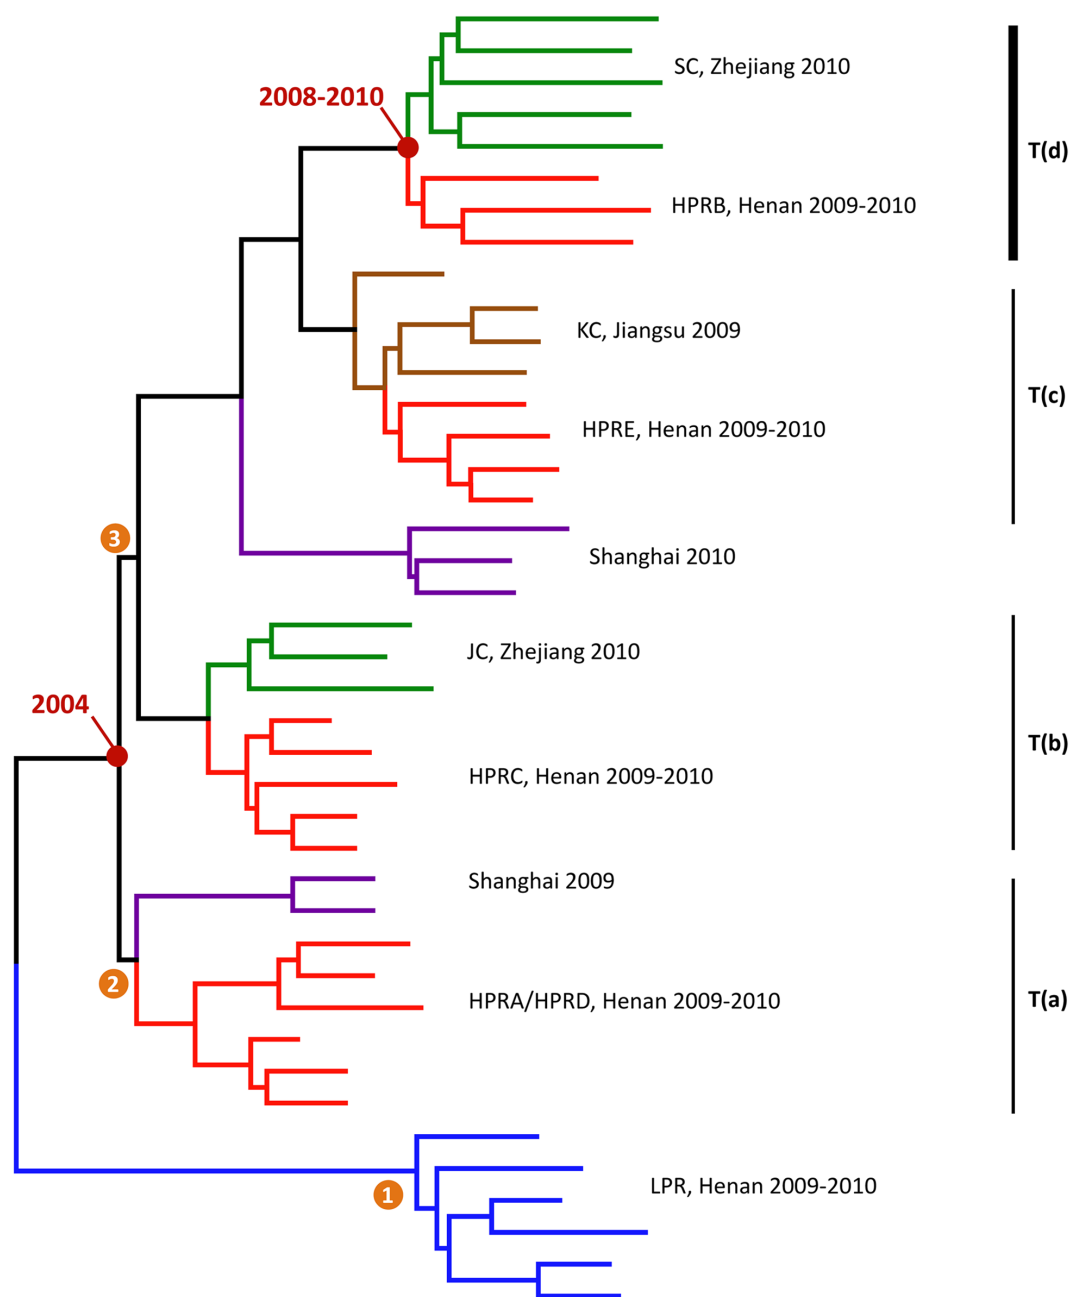 SC, Zhejiang 2010
2008-2010
T(d)
HPRB, Henan 2009-2010
KC, Jiangsu 2009
T(c)
HPRE, Henan 2009-2010
3
Shanghai 2010
JC, Zhejiang 2010
2004
T(b)
HPRC, Henan 2009-2010
Shanghai 2009
2
HPRA/HPRD, Henan 2009-2010
T(a)
1
LPR, Henan 2009-2010